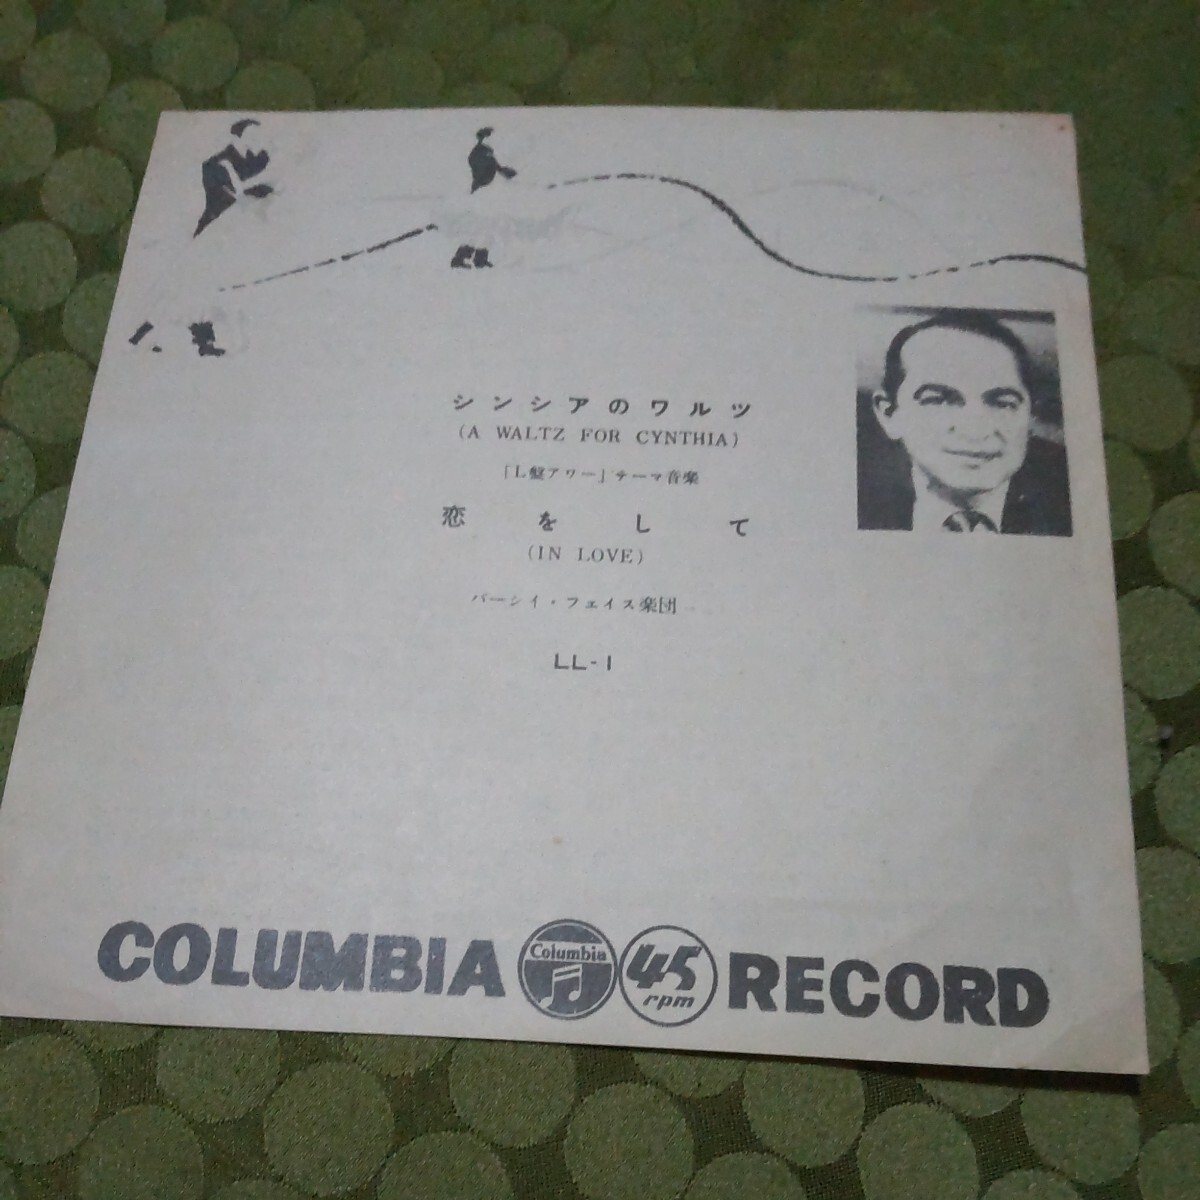 シンシアのワルツ
(A WALTZ FOR CYNTHIA)
「L盤アワー」テーマ音楽
恋をして
(IN LOVE)
パーシイ・フェイス楽団
LL-1
COLUMBIA Columbia 45 rpm RECORD